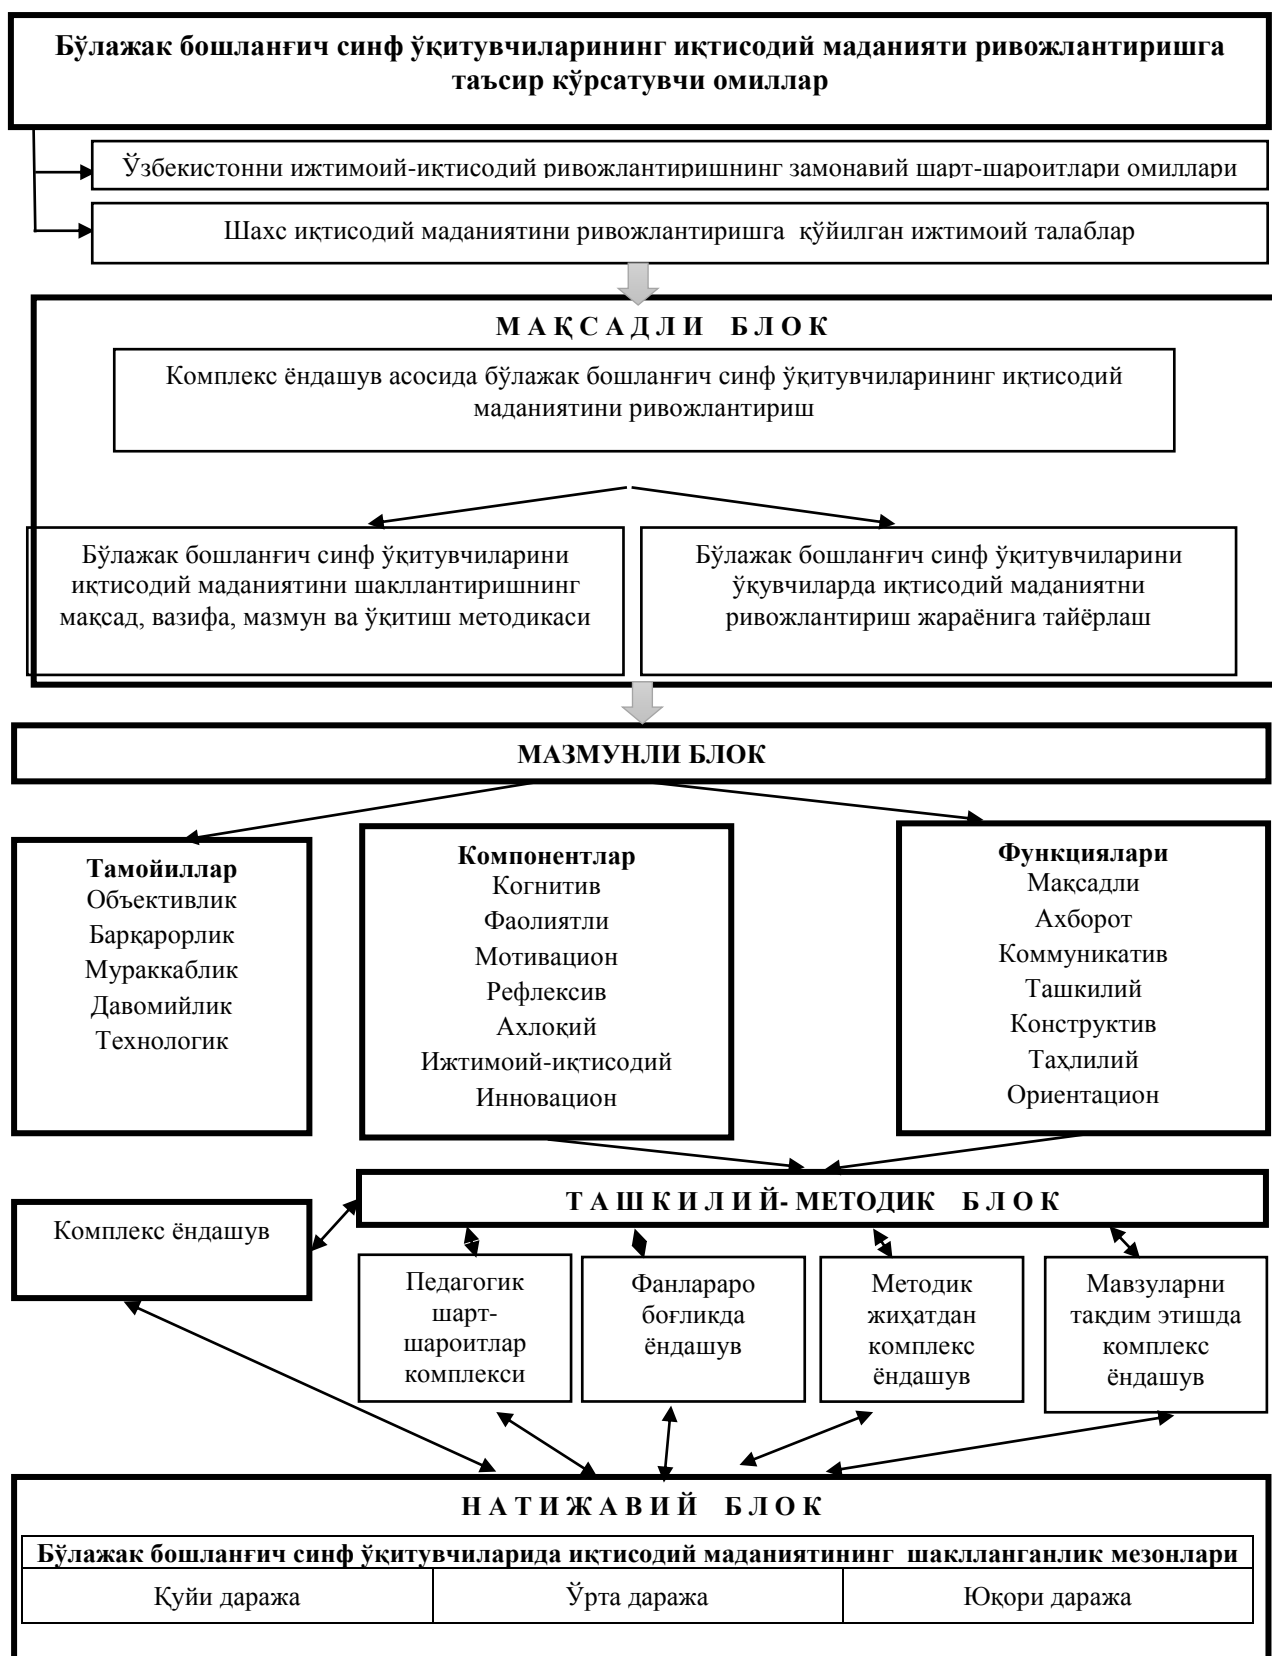 Бўлажак бошланғич синф ўқитувчиларининг иқтисодий маданияти ривожлантиришга
таъсир кўрсатувчи омиллар
Ўзбекистонни ижтимоий-иқтисодий ривожлантиришнинг замонавий шарт-шароитлари омиллари
Шахс иқтисодий маданиятини ривожлантиришга қўйилган ижтимоий талаблар
М А Қ С А Д Л И Б Л О К
Комплекс ёндашув асосида бўлажак бошланғич синф ўқитувчиларининг иқтисодий
маданиятини ривожлантириш
Бўлажак бошланғич синф ўқитувчиларини
иқтисодий маданиятини шакллантиришнинг
мақсад, вазифа, мазмун ва ўқитиш методикаси
Бўлажак бошланғич синф ўқитувчиларини
ўқувчиларда иқтисодий маданиятни
ривожлантириш жараёнига тайёрлаш
МАЗМУНЛИ БЛОК
Тамойиллар
Объективлик
Барқарорлик
Мураккаблик
Давомийлик
Технологик
Компонентлар
Когнитив
Фаолиятли
Мотивацион
Рефлексив
Ахлоқий
Ижтимоий-иқтисодий
Инновацион
Функциялари
Мақсадли
Ахборот
Коммуникатив
Ташкилий
Конструктив
Таҳлилий
Ориентацион
Т А Ш К И Л И Й- МЕТОДИК Б Л О К
Комплекс ёндашув
Педагогик
шарт-
шароитлар
комплекси
Фанлараро
боғликда
ёндашув
Методик
жиҳатдан
комплекс
ёндашув
Мавзуларни
тақдим этишда
комплекс
ёндашув
Н А Т И Ж А В И Й Б Л О К
Бўлажак бошланғич синф ўқитувчиларида иқтисодий маданиятининг шаклланганлик мезонлари
Қуйи даража
Ўрта даража
Юқори даража